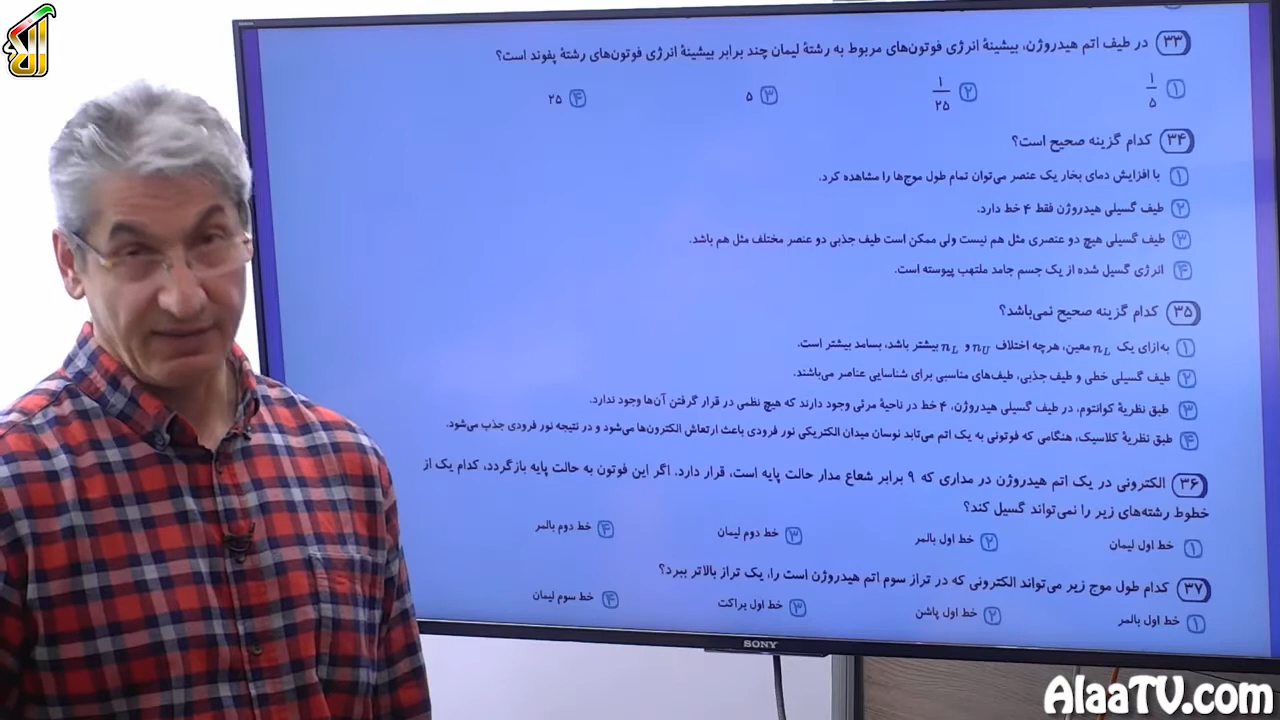 SONY
۳۳ در طیف اتم هیدروژن، بیشینهٔ انرژی فوتون‌های مربوط به رشتهٔ لیمان چند برابر بیشینهٔ انرژی فوتون‌های رشتهٔ پفوند است؟
۱ ۱/۵ ۲ ۱/۲۵ ۳ ۵ ۴ ۲۵
۳۴ کدام گزینه صحیح است؟
۱ با افزایش دمای بخار یک عنصر می‌توان تمام طول موج‌ها را مشاهده کرد.
۲ طیف گسیلی هیدروژن فقط ۴ خط دارد.
۳ طیف گسیلی هیچ دو عنصری مثل هم نیست ولی ممکن است طیف جذبی دو عنصر مختلف مثل هم باشد.
۴ انرژی گسیل شده از یک جسم جامد ملتهب پیوسته است.
۳۵ کدام گزینه صحیح نمی‌باشد؟
۱ به‌ازای یک n_L معین، هرچه اختلاف n_U و n_L بیشتر باشد، بسامد بیشتر است.
۲ طیف گسیلی خطی و طیف جذبی، طیف‌های مناسبی برای شناسایی عناصر می‌باشند.
۳ طبق نظریهٔ کوانتوم، در طیف گسیلی هیدروژن، ۴ خط در ناحیهٔ مرئی وجود دارند که هیچ نظمی در قرار گرفتن آن‌ها وجود ندارد.
۴ طبق نظریهٔ کلاسیک، هنگامی که فوتونی به یک اتم می‌تابد نوسان میدان الکتریکی نور فرودی باعث ارتعاش الکترون‌ها می‌شود و در نتیجه نور فرودی جذب می‌شود.
۳۶ الکترونی در یک اتم هیدروژن در مداری که ۹ برابر شعاع مدار حالت پایه است، قرار دارد. اگر این فوتون به حالت پایه بازگردد، کدام یک از
خطوط رشته‌های زیر را نمی‌تواند گسیل کند؟
۱ خط اول لیمان ۲ خط اول بالمر ۳ خط دوم لیمان ۴ خط دوم بالمر
۳۷ کدام طول موج زیر می‌تواند الکترونی که در تراز سوم اتم هیدروژن است را، یک تراز بالاتر ببرد؟
۱ خط اول بالمر ۲ خط اول پاشن ۳ خط اول براکت ۴ خط سوم لیمان
SONY
AlaaTV.com